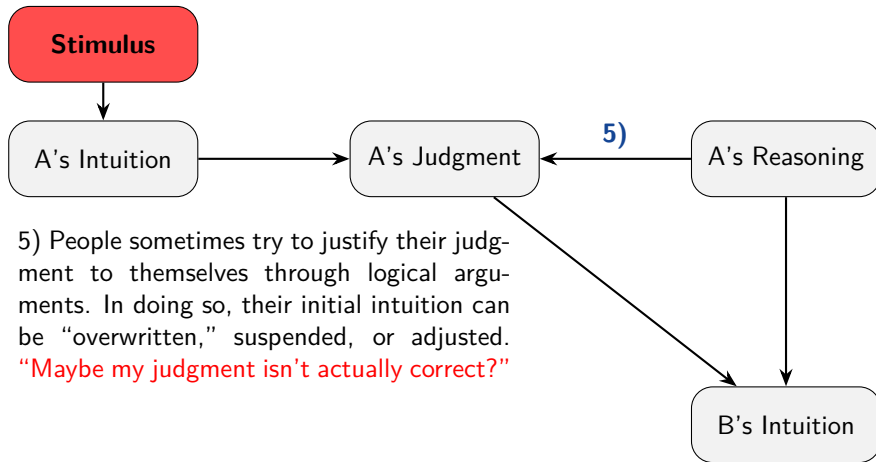 Stimulus
5)
A's Intuition
A's Judgment
A's Reasoning
5) People sometimes try to justify their judg-
ment to themselves through logical argu-
ments. In doing so, their initial intuition can
be “overwritten,” suspended, or adjusted.
“Maybe my judgment isn't actually correct?”
B's Intuition